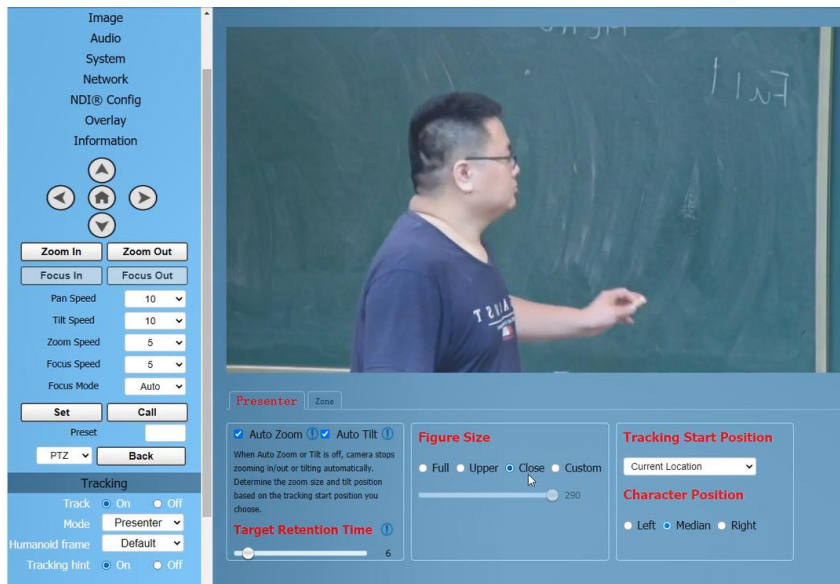 Image
Audio
System
Network
NDI® Config
Overlay
Information
Zoom In Zoom Out
Focus In Focus Out
Pan Speed 10
Tilt Speed 10
Zoom Speed 5
Focus Speed 5
Focus Mode Auto
Set Call
Preset
PTZ Back
Tracking
Track On Off
Mode Presenter
Humanoid frame Default
Tracking hint On Off
Full
Presenter Zone
Auto Zoom Auto Tilt
When Auto Zoom or Tilt is off, camera stops
zooming in/out or tilting automatically.
Determine the zoom size and tilt position
based on the tracking start position you
choose.
Target Retention Time
6
Figure Size
Full Upper Close Custom
290
Tracking Start Position
Current Location
Character Position
Left Median Right